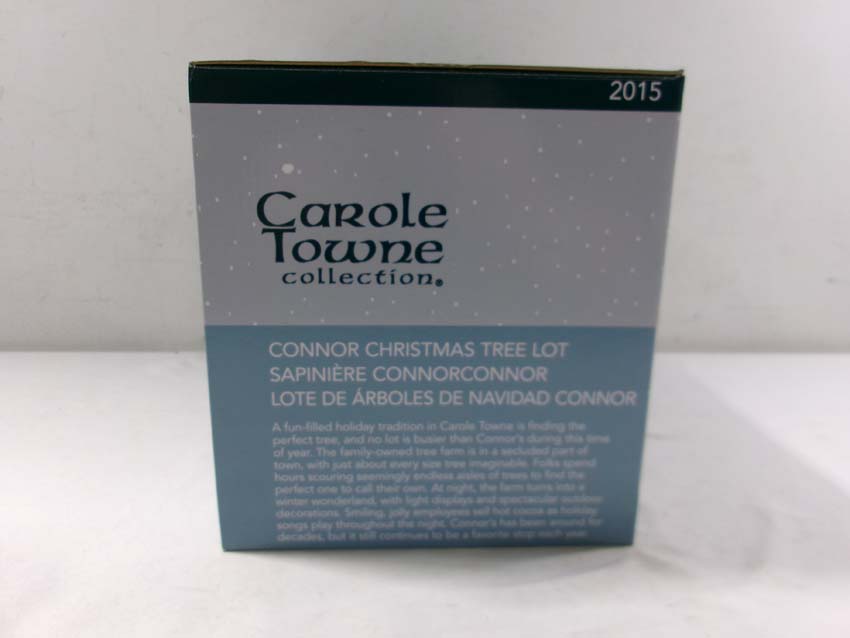 2015
Carole
Towne
collection®
CONNOR CHRISTMAS TREE LOT
SAPINIÈRE CONNORCONNOR
LOTE DE ÁRBOLES DE NAVIDAD CONNOR
A fun-filled holiday tradition in Carole Towne is finding the
perfect tree, and no lot is busier than Connor's during this time
of year. The family-owned tree farm is in a secluded part of
town, with just about every size tree imaginable. Folks spend
hours scouring seemingly endless aisles of trees to find the
perfect one to call their own. At night, the farm turns into a
winter wonderland, with light displays and spectacular outdoor
decorations. Smiling, jolly employees sell hot cocoa as holiday
songs play throughout the night. Connor's has been around for
decades, but it still continues to be a favorite stop each year.